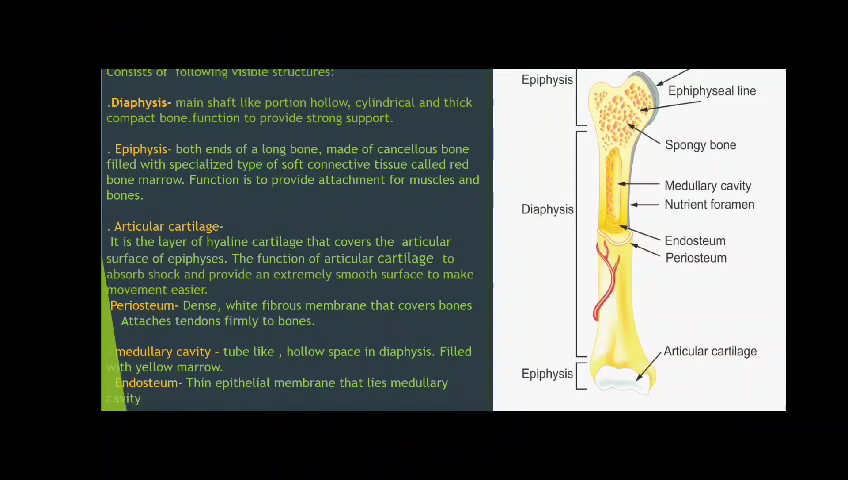 Consists of following visible structures:
.Diaphysis- main shaft like portion hollow, cylindrical and thick
compact bone.function to provide strong support.
. Epiphysis- both ends of a long bone, made of cancellous bone
filled with specialized type of soft connective tissue called red
bone marrow. Function is to provide attachment for muscles and
bones.
. Articular cartilage-
It is the layer of hyaline cartilage that covers the articular
surface of epiphyses. The function of articular cartilage to
absorb shock and provide an extremely smooth surface to make
movement easier.
Periosteum- Dense, white fibrous membrane that covers bones
Attaches tendons firmly to bones.
. medullary cavity - tube like , hollow space in diaphysis. Filled
with yellow marrow.
. Endosteum- Thin epithelial membrane that lies medullary
cavity
Epiphysis
Ephiphyseal line
Spongy bone
Medullary cavity
Diaphysis
Nutrient foramen
Endosteum
Periosteum
Articular cartilage
Epiphysis